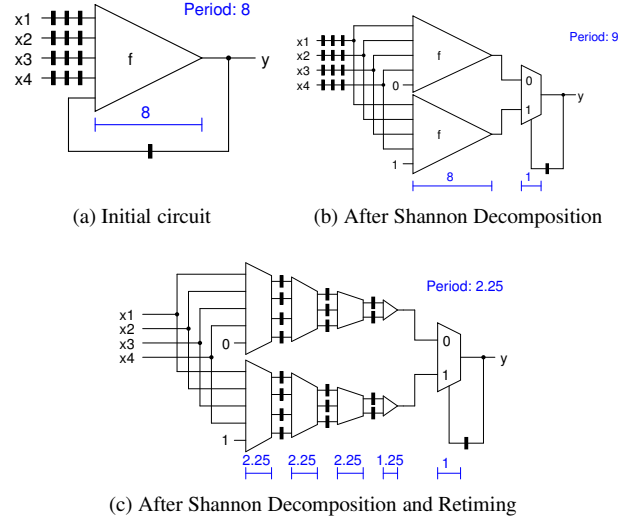 Period: 8
x1
x2
x3
x4
f
y
8
(a) Initial circuit
Period: 9
x1
x2
x3
x4
f
0
f
1
0
1
y
8
1
(b) After Shannon Decomposition
Period: 2.25
x1
x2
x3
x4
0
1
0
1
y
2.25
2.25
2.25
1.25
1
(c) After Shannon Decomposition and Retiming